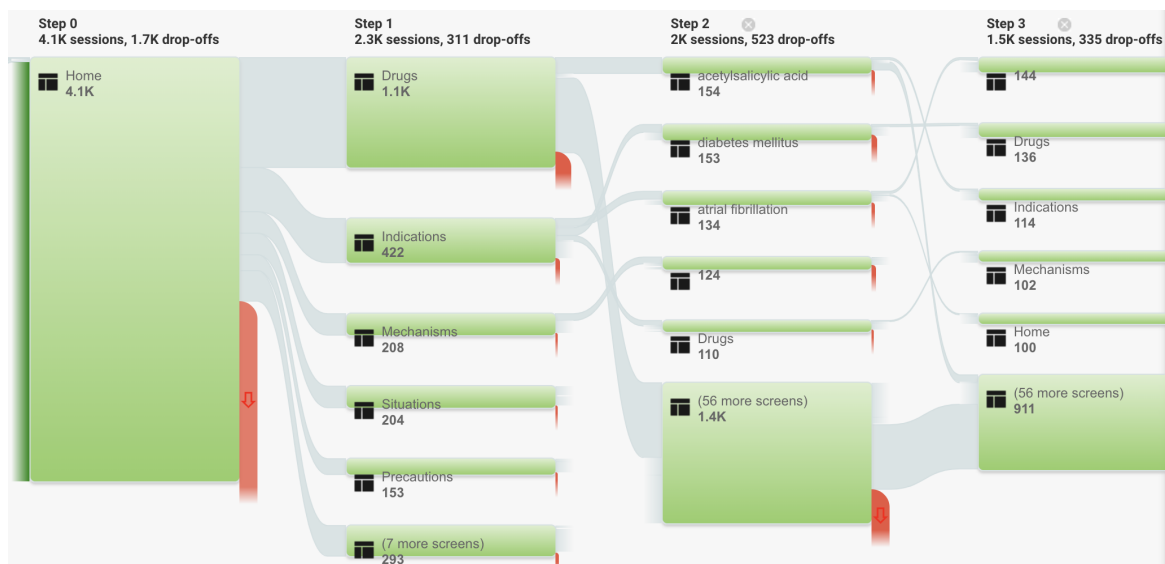 Step 0
4.1K sessions, 1.7K drop-offs
Home
4.1K
Step 1
2.3K sessions, 311 drop-offs
Drugs
1.1K
Indications
422
Mechanisms
208
Situations
204
Precautions
153
(7 more screens)
293
Step 2
2K sessions, 523 drop-offs
acetylsalicylic acid
154
diabetes mellitus
153
atrial fibrillation
134
124
Drugs
110
(56 more screens)
1.4K
Step 3
1.5K sessions, 335 drop-offs
144
Drugs
136
Indications
114
Mechanisms
102
Home
100
(56 more screens)
911